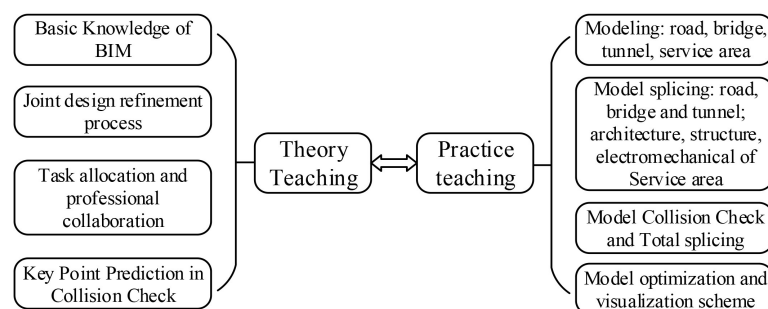 Basic Knowledge of
BIM
Joint design refinement
process
Task allocation and
professional
collaboration
Key Point Prediction in
Collision Check
Theory
Teaching
Practice
teaching
Modeling: road, bridge,
tunnel, service area
Model splicing: road,
bridge and tunnel;
architecture, structure,
electromechanical of
Service area
Model Collision Check
and Total splicing
Model optimization and
visualization scheme